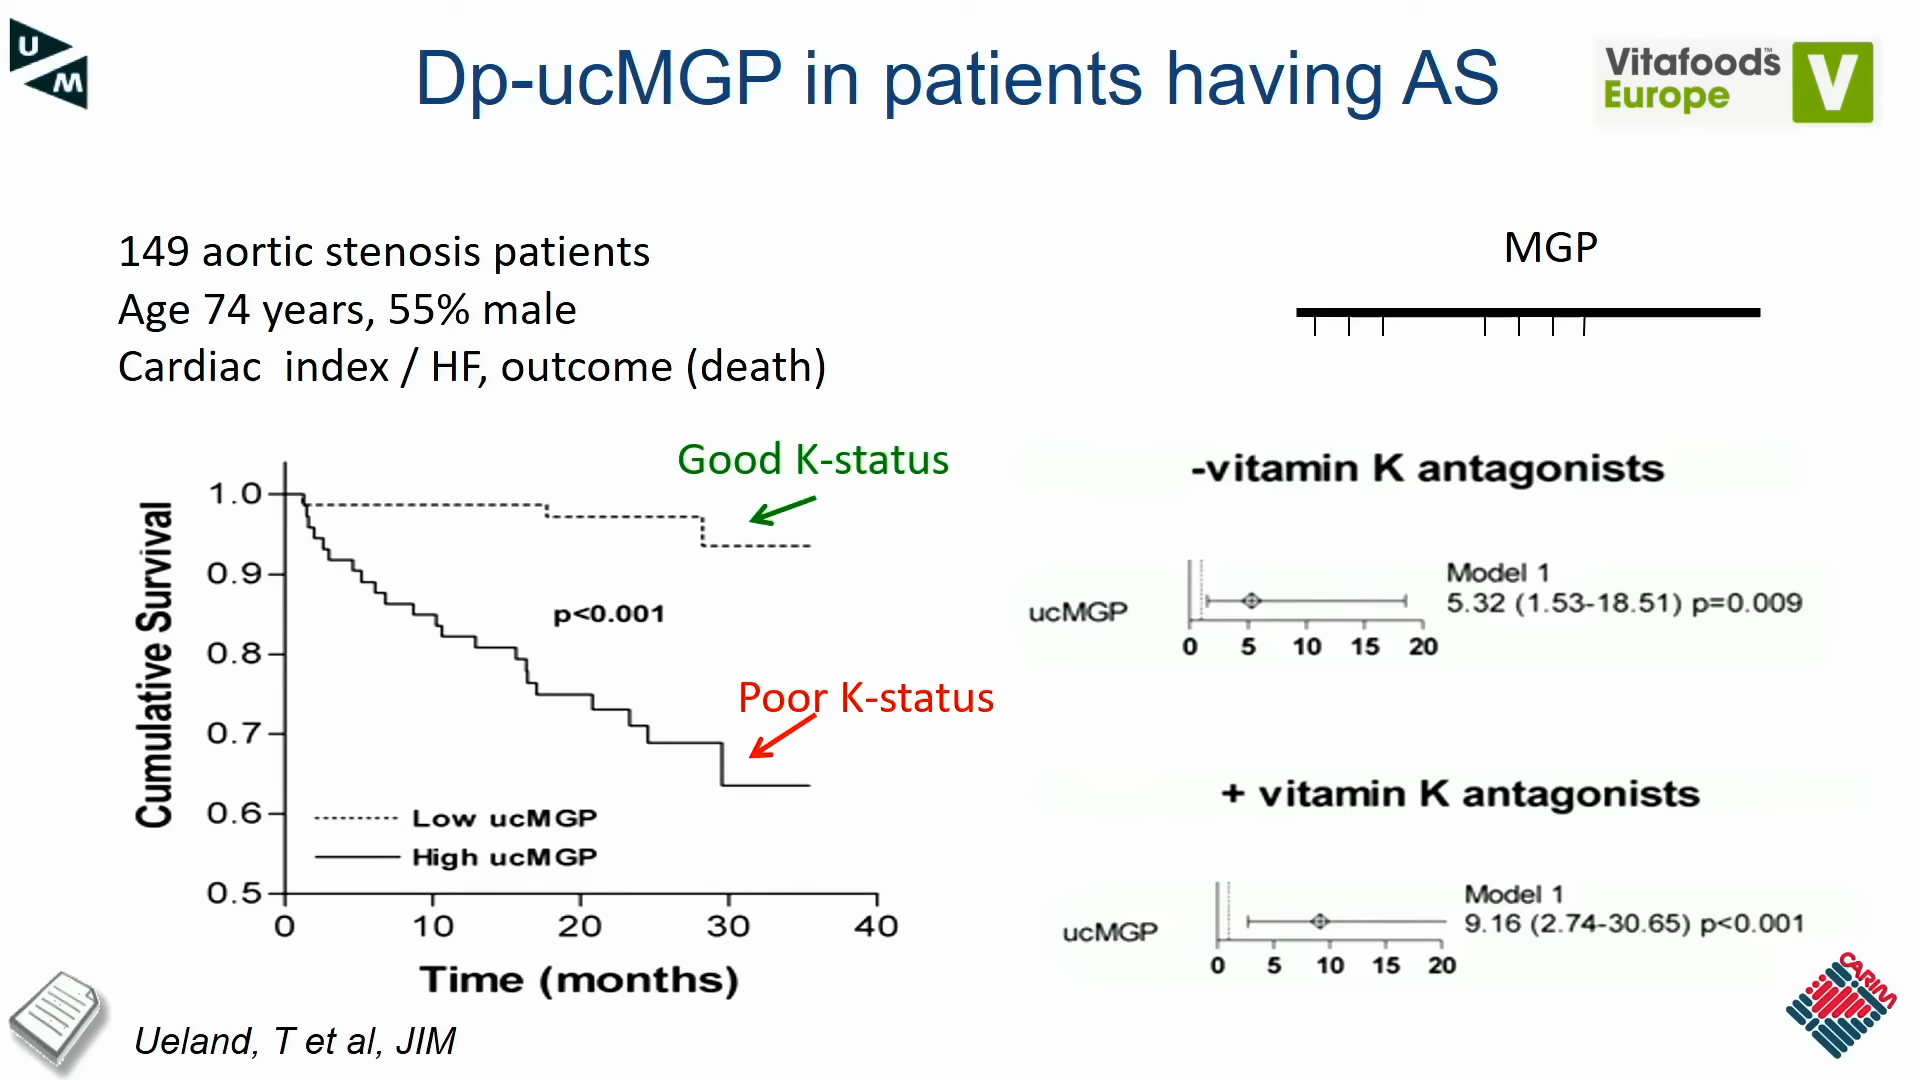 U
M
Dp-ucMGP in patients having AS
Vitafoods™
Europe
V
149 aortic stenosis patients
Age 74 years, 55% male
Cardiac index / HF, outcome (death)
MGP
Good K-status
Poor K-status
p<0.001
Cumulative Survival
1.0
0.9
0.8
0.7
0.6
0.5
Low ucMGP
High ucMGP
0 10 20 30 40
Time (months)
-vitamin K antagonists
ucMGP
Model 1
5.32 (1.53-18.51) p=0.009
0 5 10 15 20
+ vitamin K antagonists
ucMGP
Model 1
9.16 (2.74-30.65) p<0.001
0 5 10 15 20
Ueland, T et al, JIM
CARIM